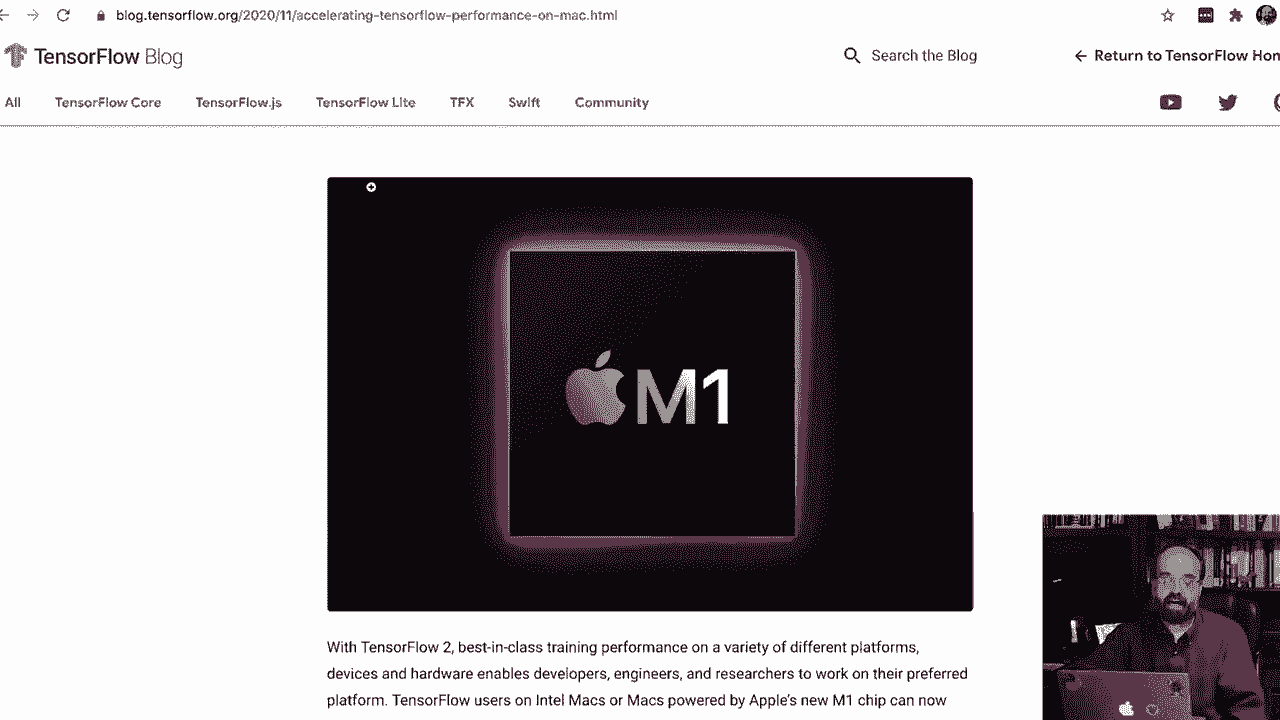 blog.tensorflow.org/2020/11/accelerating-tensorflow-performance-on-mac.html
TensorFlow Blog
Search the Blog
← Return to TensorFlow Hom
All
TensorFlow Core
TensorFlow.js
TensorFlow Lite
TFX
Swift
Community
M1
With TensorFlow 2, best-in-class training performance on a variety of different platforms,
devices and hardware enables developers, engineers, and researchers to work on their preferred
platform. TensorFlow users on Intel Macs or Macs powered by Apple’s new M1 chip can now